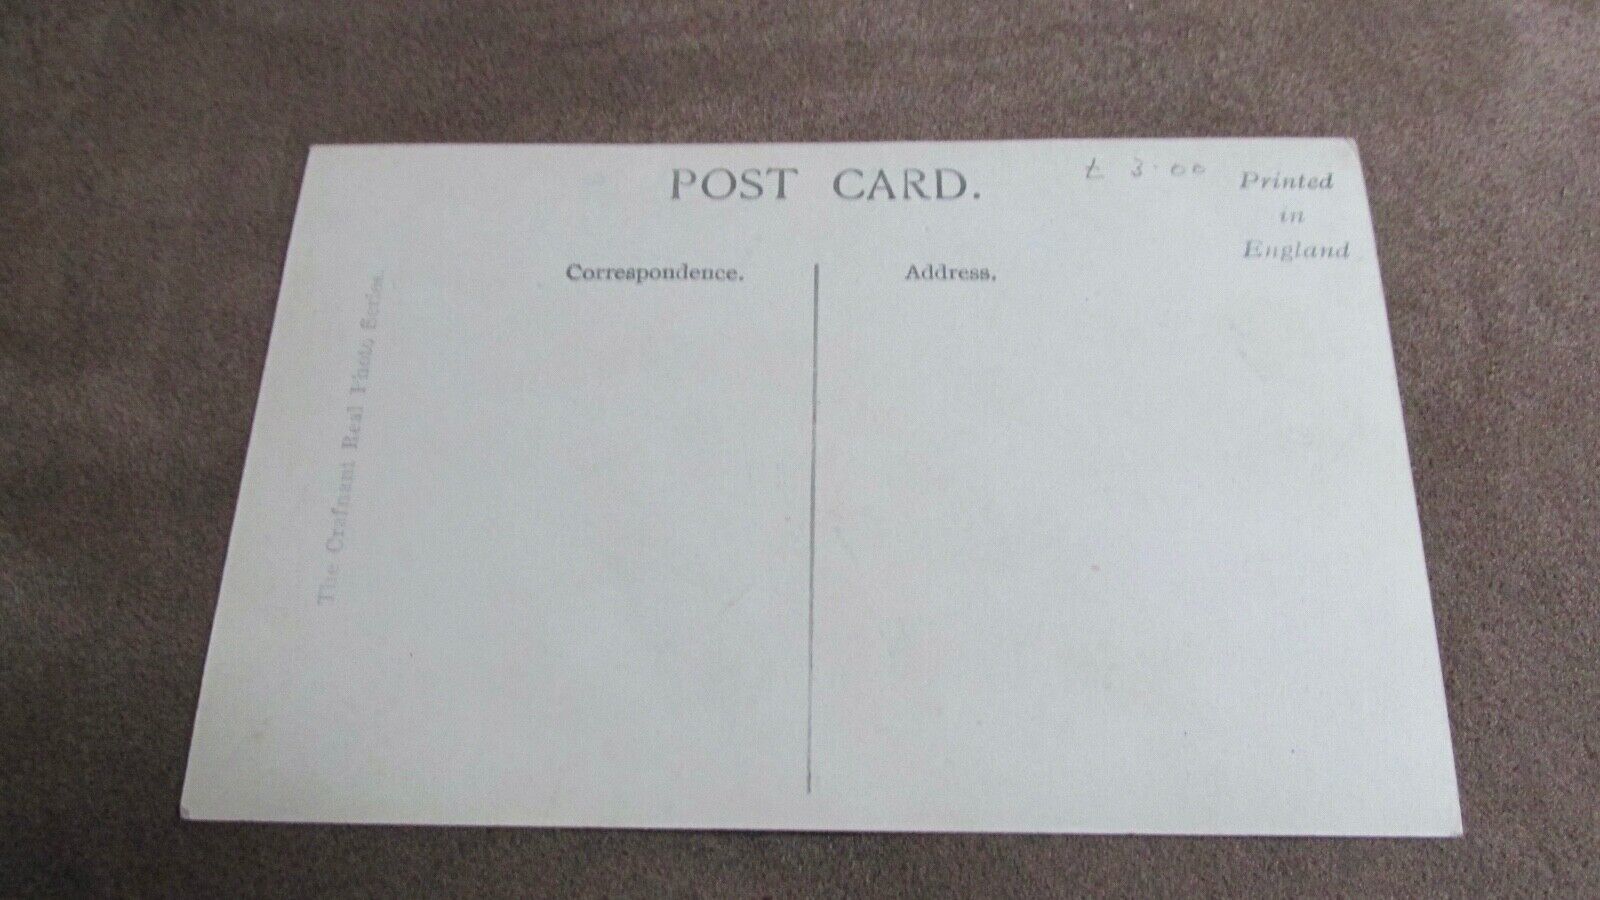 POST CARD.
£ 3.00
Printed
in
England
Correspondence.
Address.
The Crafnant Real Photo Series.